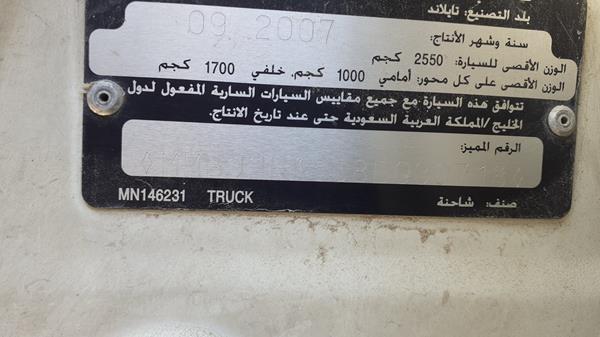 بلد التصنيع: تايلاند
سنة وشهر الأنتاج:
09 2007
الوزن الأقصى للسيارة: 2550 كجم
الوزن الأقصى على كل محور: أمامي 1000 كجم. خلفي 1700 كجم
تتوافق هذه السيارة مع جميع مقاييس السيارات السارية المفعول لدول
الخليج/المملكة العربية السعودية حتى عند تاريخ الانتاج.
الرقم المميز:
صنف: شاحنة
MN146231 TRUCK